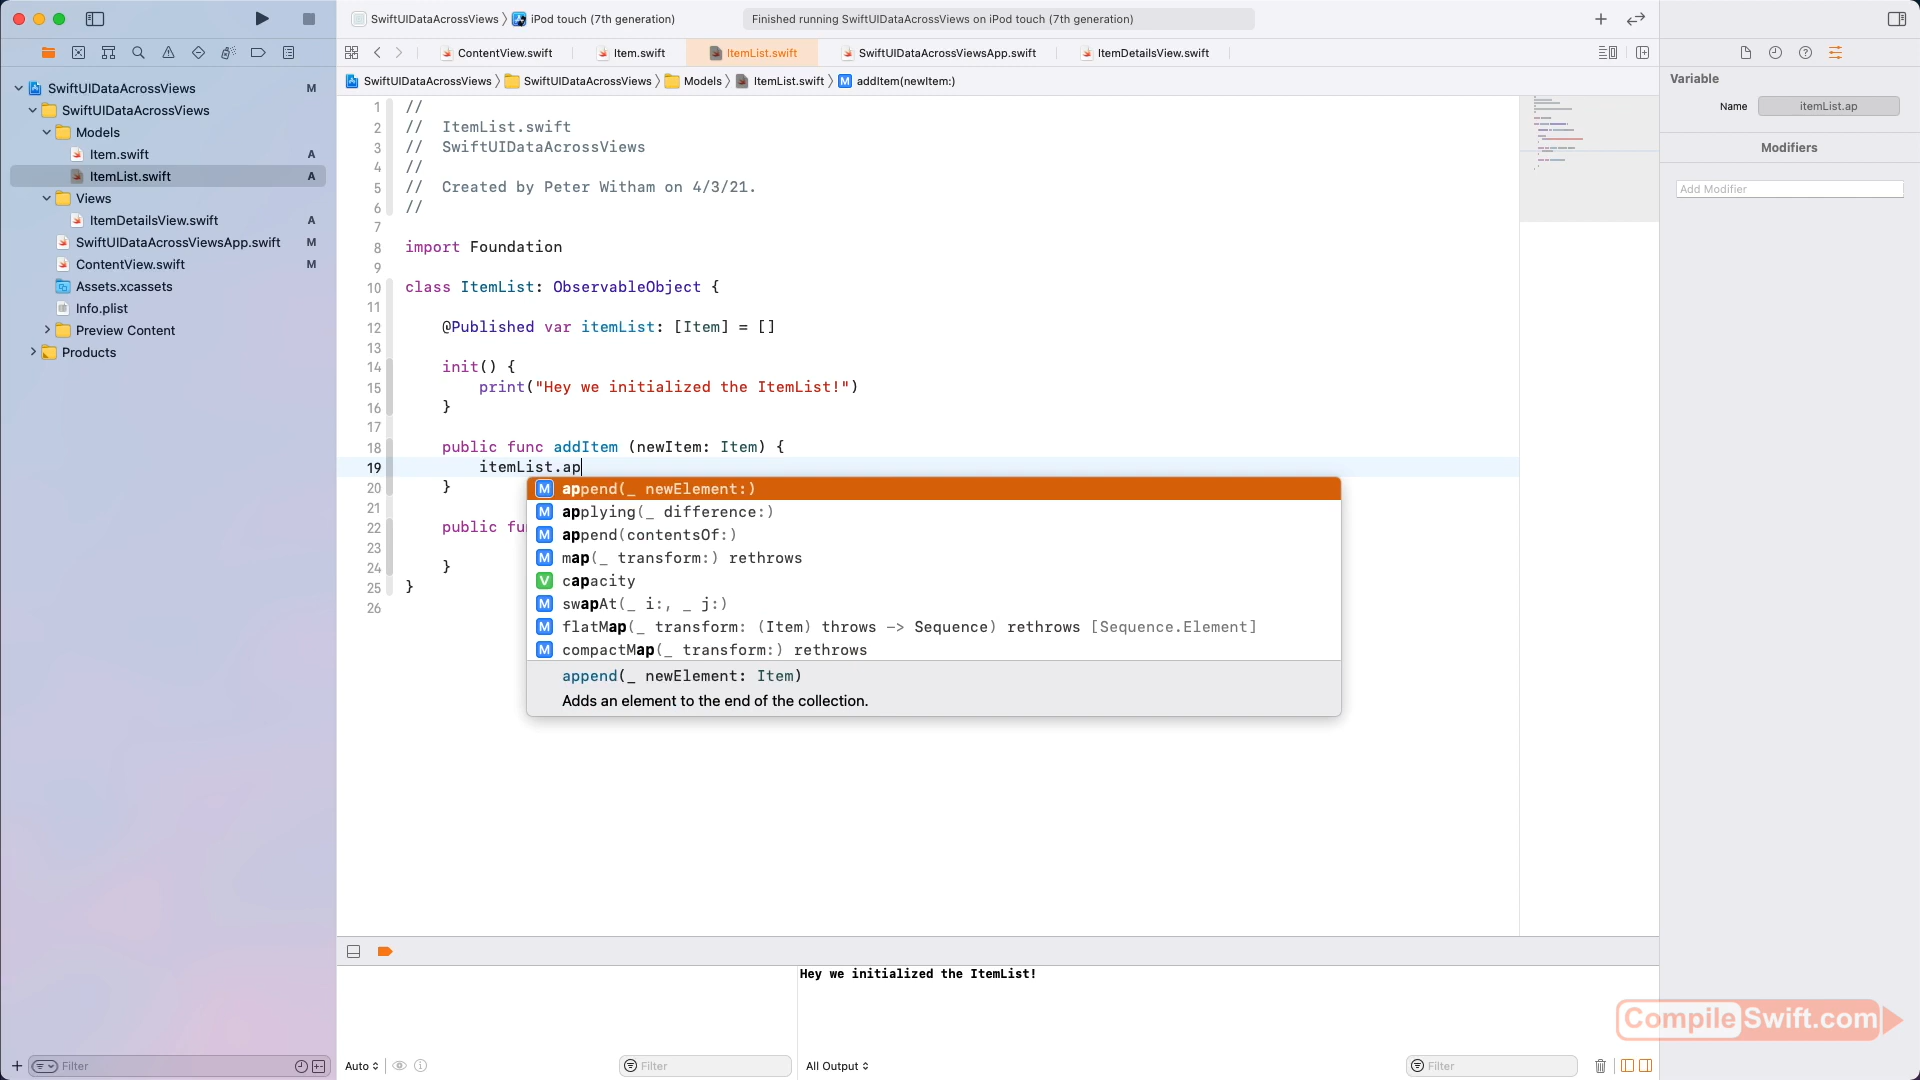 SwiftUIDataAcrossViews
iPod touch (7th generation)
Finished running SwiftUIDataAcrossViews on iPod touch (7th generation)
ContentView.swift
Item.swift
ItemList.swift
SwiftUIDataAcrossViewsApp.swift
ItemDetailsView.swift
SwiftUIDataAcrossViews
SwiftUIDataAcrossViews
Models
ItemList.swift
M addItem(newItem:)
SwiftUIDataAcrossViews M
SwiftUIDataAcrossViews
Models
Item.swift A
ItemList.swift A
Views
ItemDetailsView.swift A
SwiftUIDataAcrossViewsApp.swift M
ContentView.swift M
Assets.xcassets
Info.plist
Preview Content
Products
Filter
1 //
2 // ItemList.swift
3 // SwiftUIDataAcrossViews
4 //
5 // Created by Peter Witham on 4/3/21.
6 //
7
8 import Foundation
9
10 class ItemList: ObservableObject {
11
12 @Published var itemList: [Item] = []
13
14 init() {
15 print("Hey we initialized the ItemList!")
16 }
17
18 public func addItem (newItem: Item) {
19 itemList.ap
20 }
21
22 public fu
23
24 }
25 }
26
M append(_ newElement:)
M applying(_ difference:)
M append(contentsOf:)
M map(_ transform:) rethrows
V capacity
M swapAt(_ i:, _ j:)
M flatMap(_ transform: (Item) throws -> Sequence) rethrows [Sequence.Element]
M compactMap(_ transform:) rethrows
append(_ newElement: Item)
Adds an element to the end of the collection.
Variable
Name itemList.ap
Modifiers
Add Modifier
Hey we initialized the ItemList!
Auto
Filter
All Output
Filter
CompileSwift.com